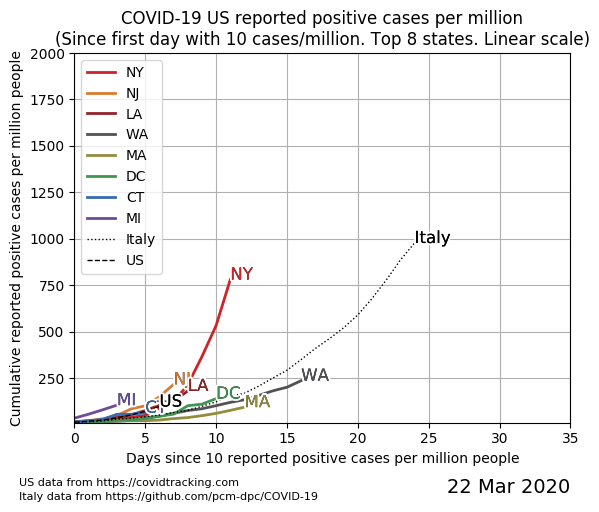 COVID-19 US reported positive cases per million
(Since first day with 10 cases/million. Top 8 states. Linear scale)
Cumulative reported positive cases per million people
2000
1750
1500
1250
1000
750
500
250
NY
NJ
LA
WA
MA
DC
CT
MI
Italy
US
Italy
NY
WA
NJ
LA
DC
MI
US
CT
MA
0 5 10 15 20 25 30 35
Days since 10 reported positive cases per million people
US data from https://covidtracking.com
Italy data from https://github.com/pcm-dpc/COVID-19
22 Mar 2020